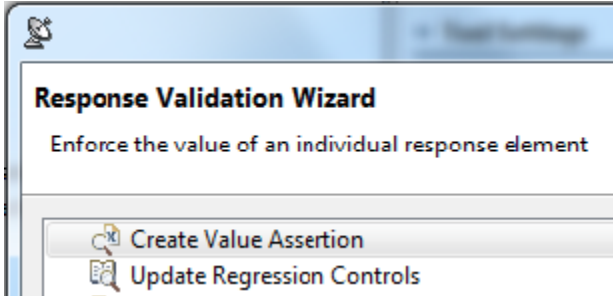 Response Validation Wizard
Enforce the value of an individual response element
Create Value Assertion
Update Regression Controls